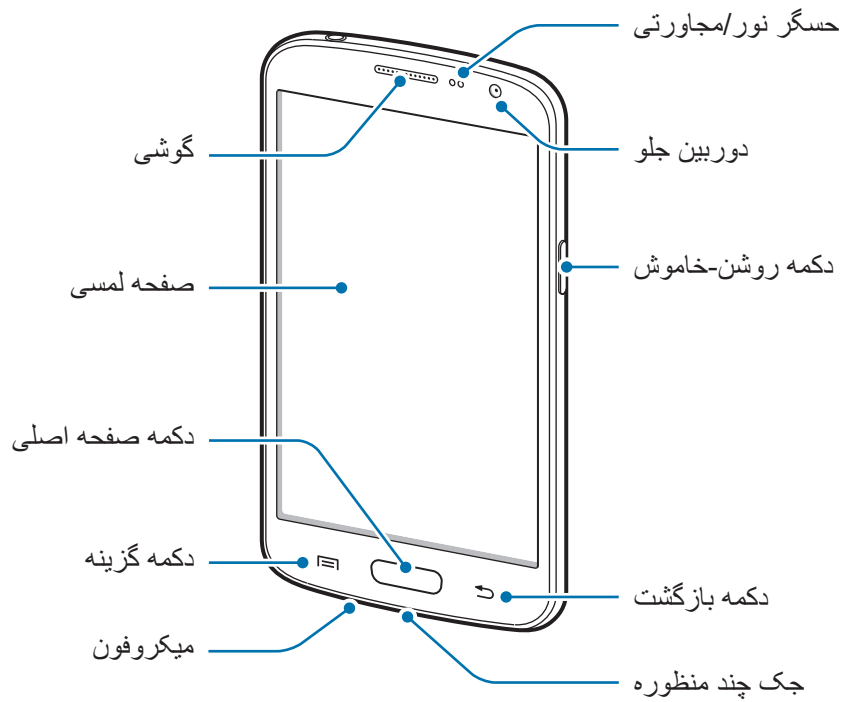 حسگر نور/مجاورتی
گوشی
دوربین جلو
دکمه روشن-خاموش
صفحه لمسی
دکمه صفحه اصلی
دکمه گزینه
دکمه بازگشت
میکروفون
جک چند منظوره